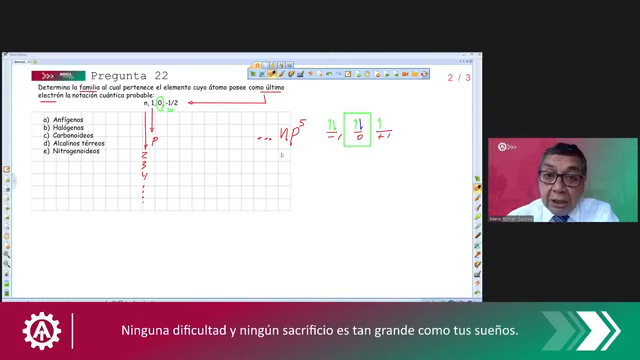 Pregunta 22
2 / 3
Determina la familia al cual pertenece el elemento cuyo átomo posee como último
electrón la notación cuántico probable:
n, 1, 0, -1/2
a) Anfígenos
b) Halógenos
c) Carbonoides
d) Alcalinos térreos
e) Nitrogenoideos
p
2
3
4
... np⁵
-1 0 +1
Ninguna dificultad y ningún sacrificio es tan grande como tus sueños.